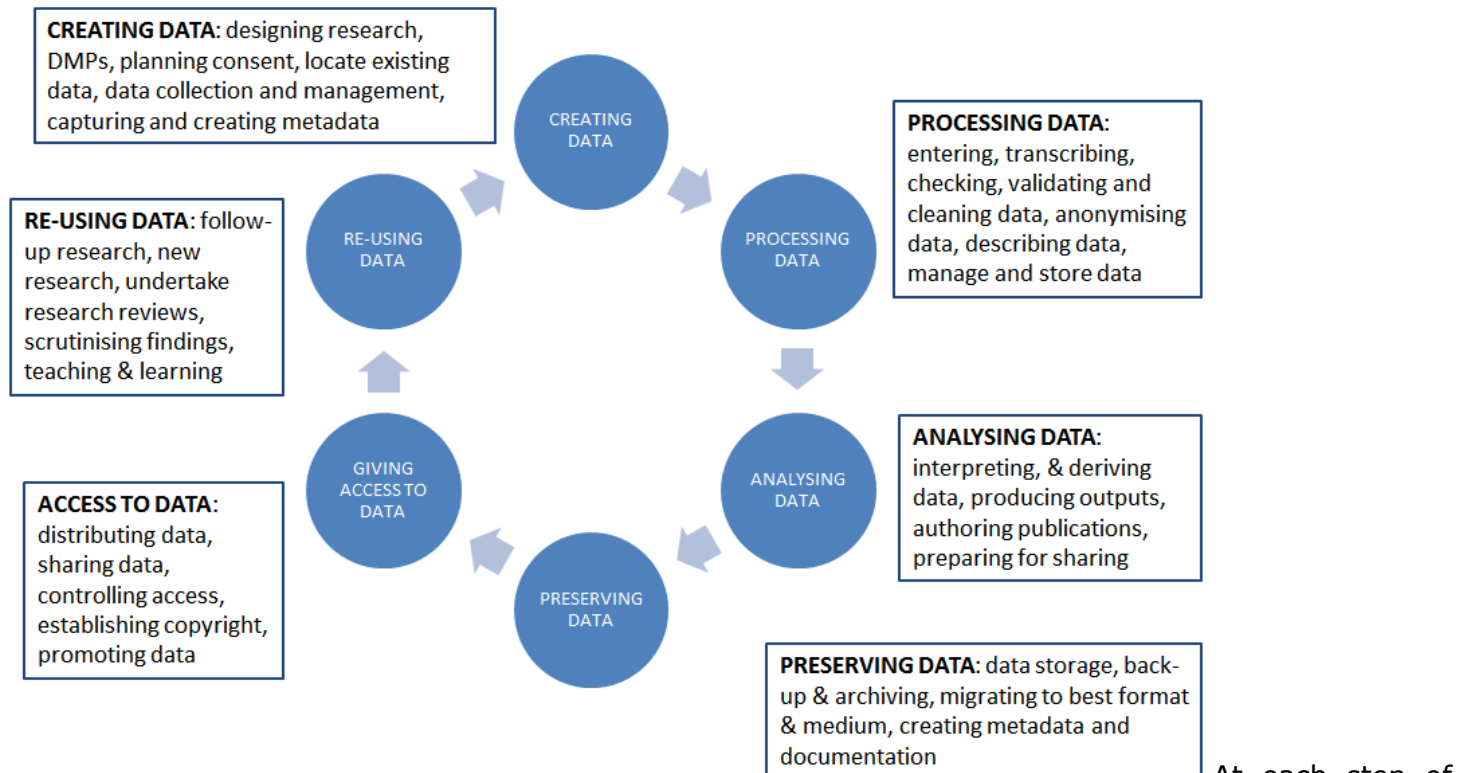 CREATING DATA: designing research,
DMPs, planning consent, locate existing
data, data collection and management,
capturing and creating metadata
CREATING
DATA
PROCESSING DATA:
entering, transcribing,
checking, validating and
cleaning data, anonymising
data, describing data,
manage and store data
PROCESSING
DATA
RE-USING DATA: follow-
up research, new
research, undertake
research reviews,
scrutinising findings,
teaching & learning
RE-USING
DATA
ANALYSING DATA:
interpreting, & deriving
data, producing outputs,
authoring publications,
preparing for sharing
ANALYSING
DATA
GIVING
ACCESS TO
DATA
ACCESS TO DATA:
distributing data,
sharing data,
controlling access,
establishing copyright,
promoting data
PRESERVING
DATA
PRESERVING DATA: data storage, back-
up & archiving, migrating to best format
& medium, creating metadata and
documentation
At each step of